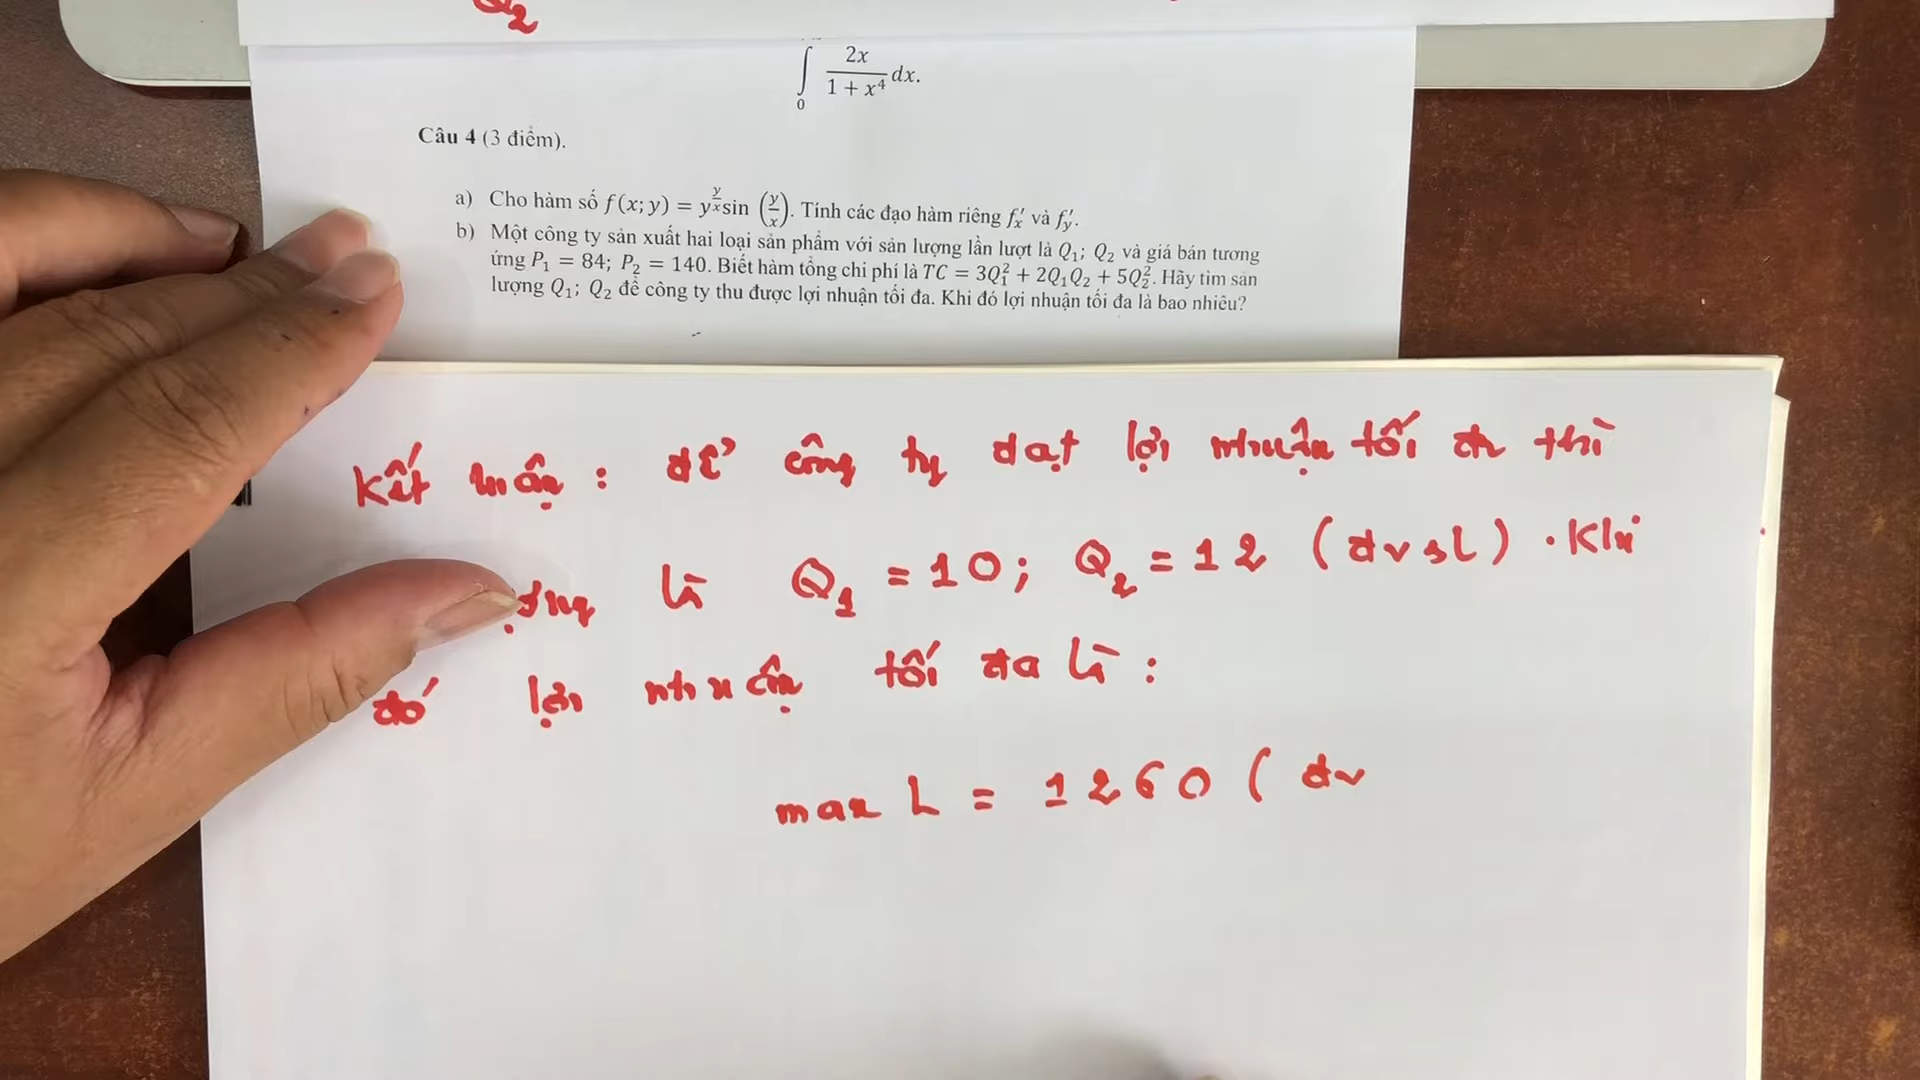 Q₂
∫₀ 2x / (1 + x⁴) dx.
Câu 4 (3 điểm).
a) Cho hàm số f(x; y) = y^(y/x) sin (y/x). Tính các đạo hàm riêng f′ₓ và f′ᵧ.
b) Một công ty sản xuất hai loại sản phẩm với sản lượng lần lượt là Q₁; Q₂ và giá bán tương
ứng P₁ = 84; P₂ = 140. Biết hàm tổng chi phí là TC = 3Q₁² + 2Q₁Q₂ + 5Q₂². Hãy tìm sản
lượng Q₁; Q₂ để công ty thu được lợi nhuận tối đa. Khi đó lợi nhuận tối đa là bao nhiêu?
Kết luận : để công ty đạt lợi nhuận tối đa thì
là Q₁ = 10; Q₂ = 12 (đvsl). Khi
đó lợi nhuận tối đa là :
max L = 1260 ( đv